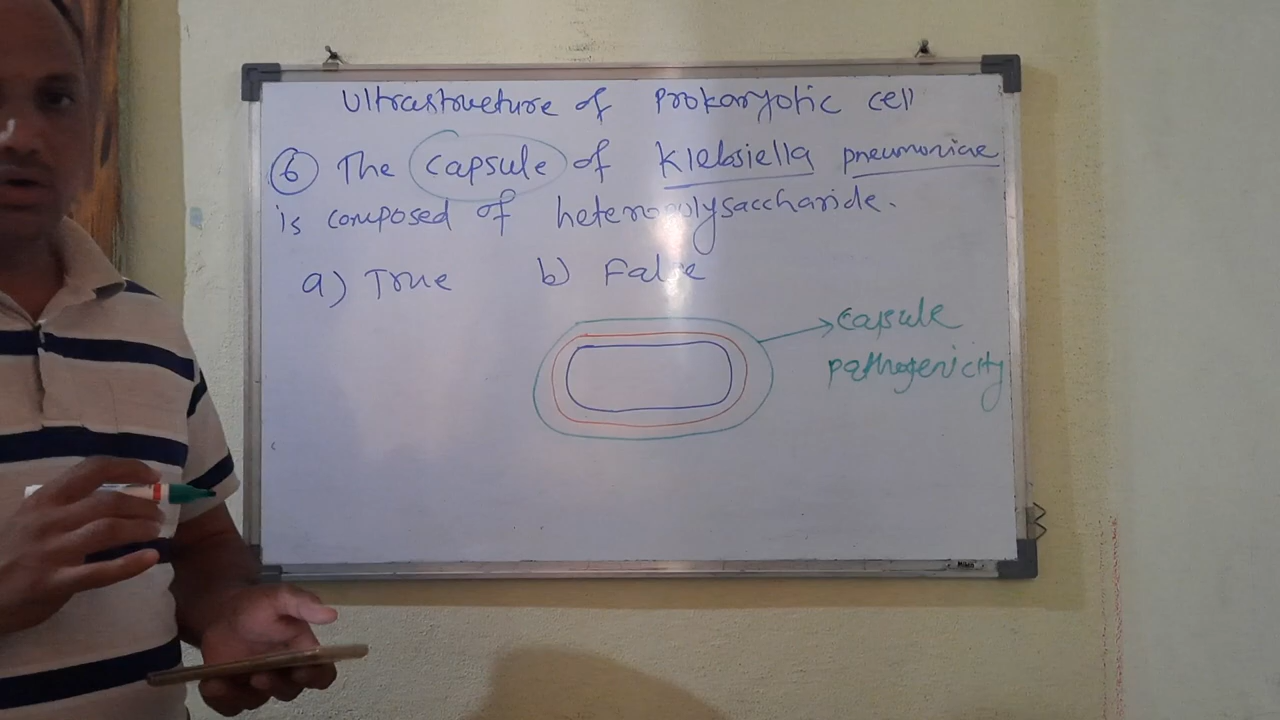 Ultrastructure of Prokaryotic cell
6 The capsule of Klebsiella pneumoniae
is composed of heteropolysaccharide.
a) True b) False
capsule
pathogenicity